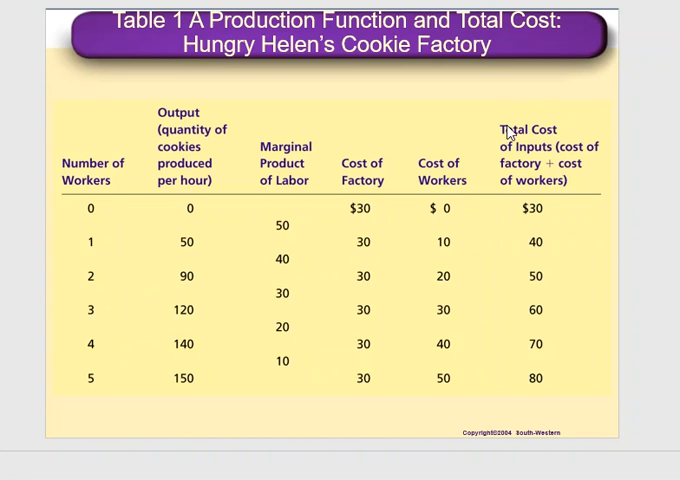 Table 1 A Production Function and Total Cost:
Hungry Helen's Cookie Factory
Number of
Workers
Output
(quantity of
cookies
produced
per hour)
Marginal
Product
of Labor
Cost of
Factory
Cost of
Workers
Total Cost
of Inputs (cost of
factory + cost
of workers)
0 0 $30 $ 0 $30
50
1 50 30 10 40
40
2 90 30 20 50
30
3 120 30 30 60
20
4 140 30 40 70
10
5 150 30 50 80
Copyright©2004 South-Western